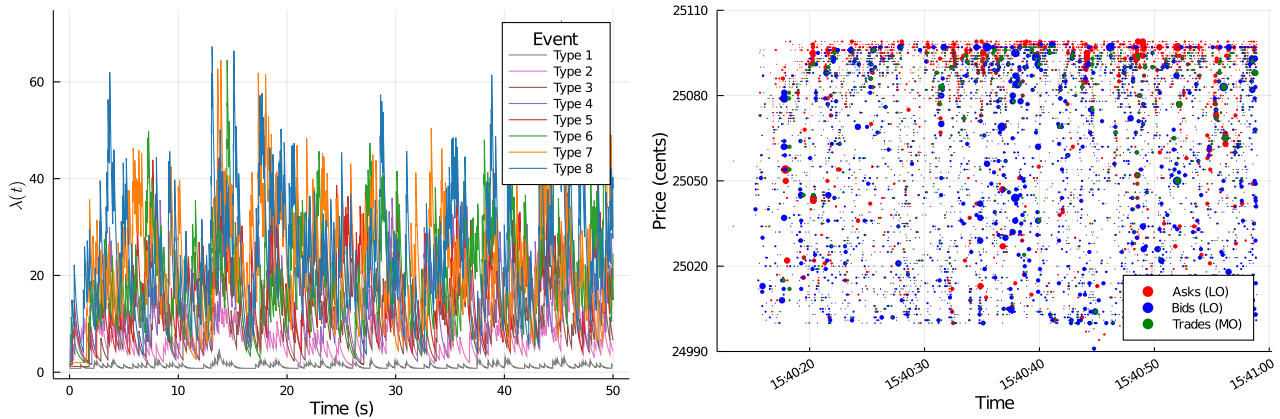 λ(t)
60
40
20
0
0
10
20
30
40
50
Time (s)
Event
Type 1
Type 2
Type 3
Type 4
Type 5
Type 6
Type 7
Type 8
Price (cents)
25110
25080
25050
25020
24990
15:40:20
15:40:30
15:40:40
15:40:50
15:41:00
Time
Asks (LO)
Bids (LO)
Trades (MO)